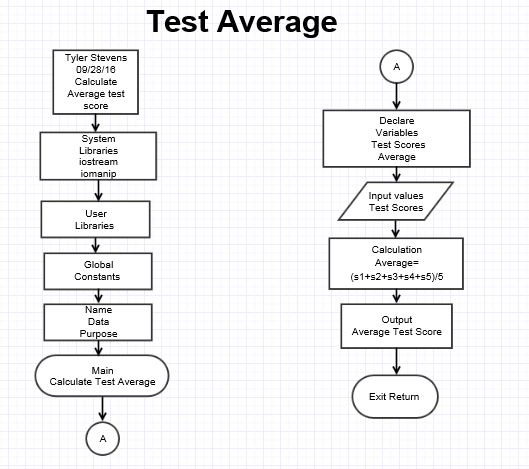 Test Average
Tyler Stevens
09/28/16
Calculate
Average test
score
System
Libraries
iostream
iomanip
User
Libraries
Global
Constants
Name
Data
Purpose
Main
Calculate Test Average
A
A
Declare
Variables
Test Scores
Average
Input values
Test Scores
Calculation
Average=
(s1+s2+s3+s4+s5)/5
Output
Average Test Score
Exit Return